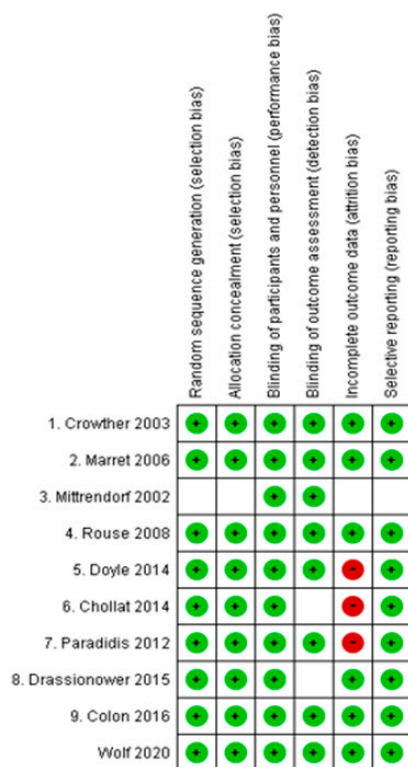 Random sequence generation (selection bias)
Allocation concealment (selection bias)
Blinding of participants and personnel (performance bias)
Blinding of outcome assessment (detection bias)
Incomplete outcome data (attrition bias)
Selective reporting (reporting bias)
1. Crowther 2003 + + + + + +
2. Marret 2006 + + + + + +
3. Mittrendorf 2002 + +
4. Rouse 2008 + + + + + +
5. Doyle 2014 + + + + - +
6. Chollat 2014 + + + - +
7. Paradidis 2012 + + + + - +
8. Drassionower 2015 + + + + +
9. Colon 2016 + + + + + +
Wolf 2020 + + + + + +